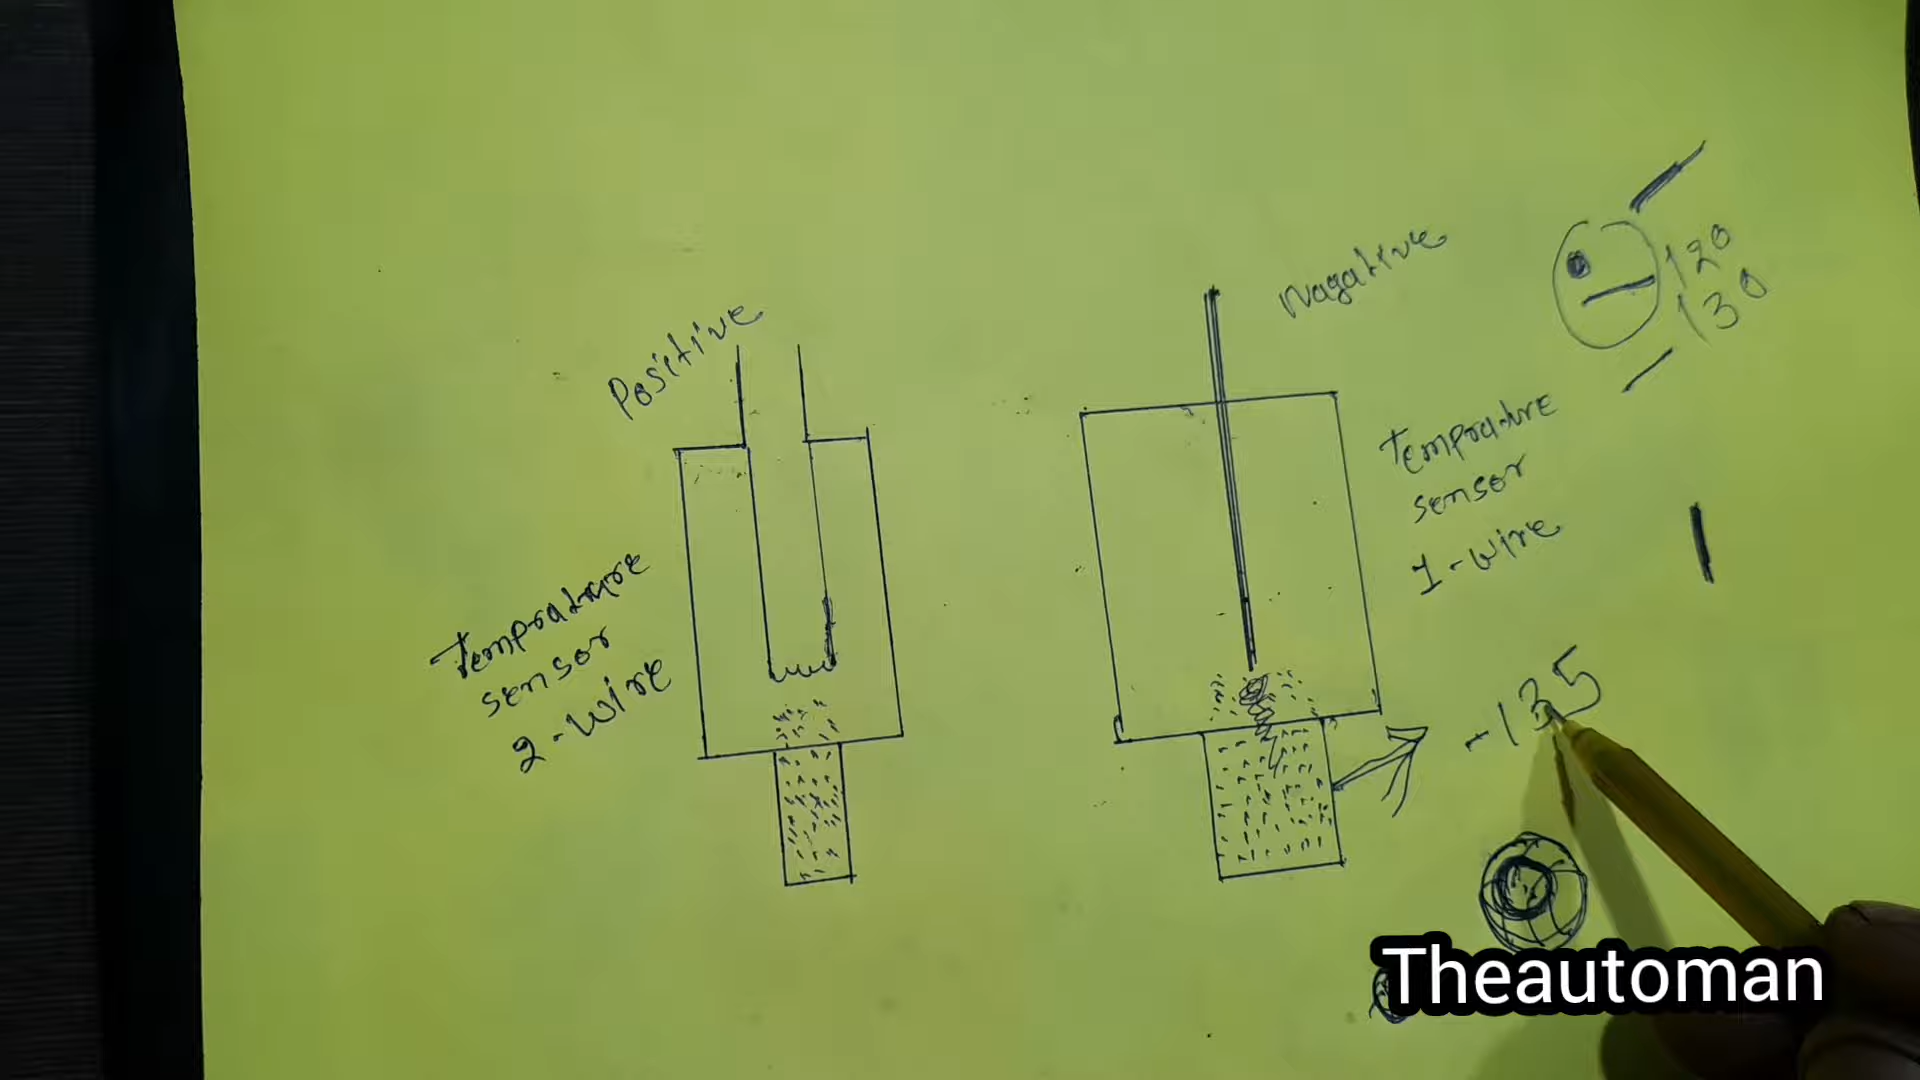 Positive
Temprature
sensor
2-wire
Nagative
120
130
Temprature
sensor
1-wire
-135
Theautoman